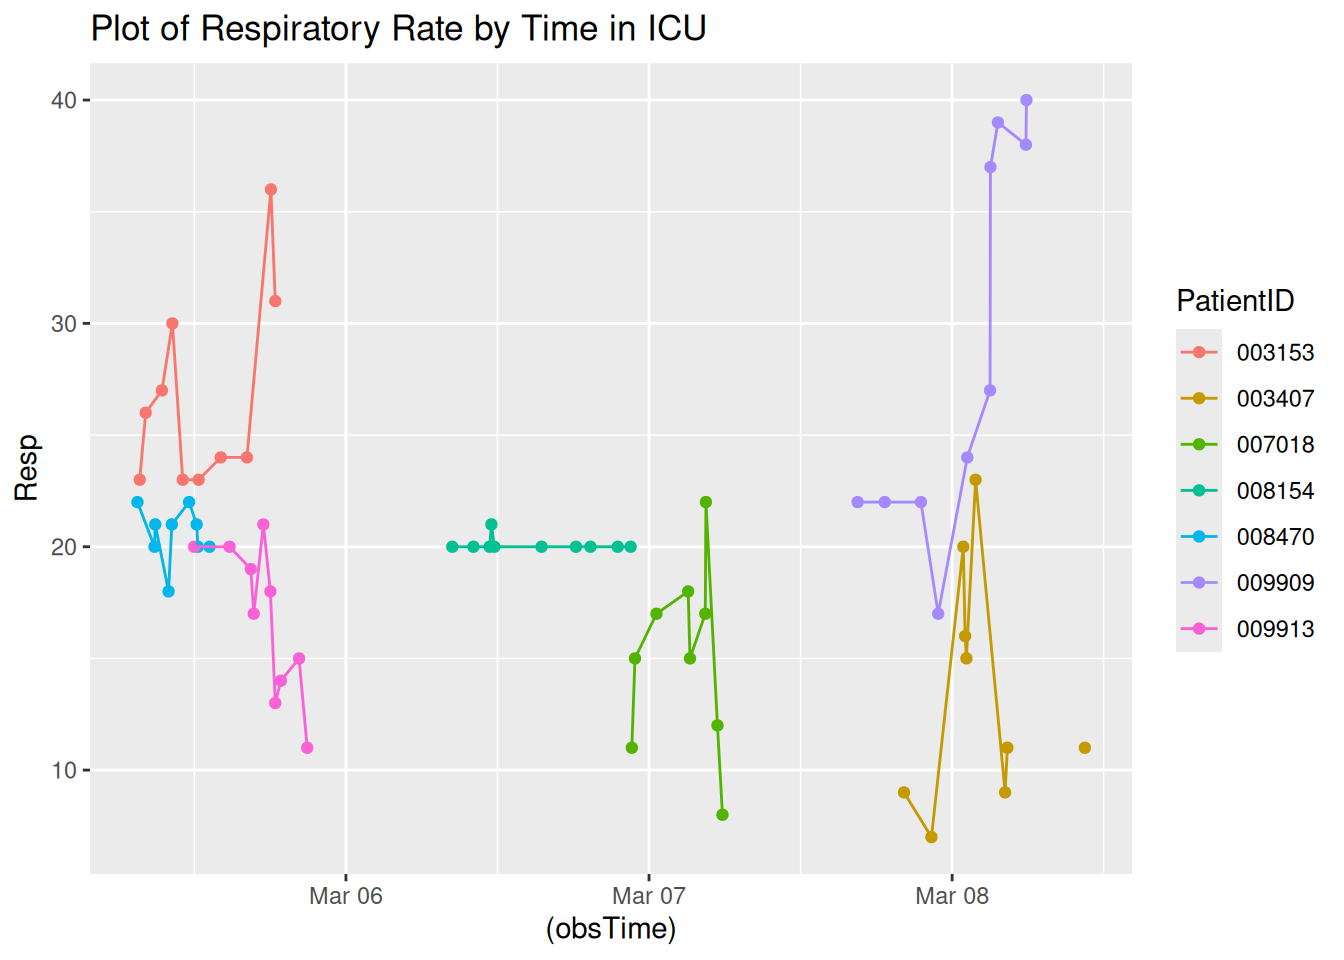 Plot of Respiratory Rate by Time in ICU
40
30
20
10
Resp
Mar 06
Mar 07
Mar 08
(obsTime)
PatientID
003153
003407
007018
008154
008470
009909
009913